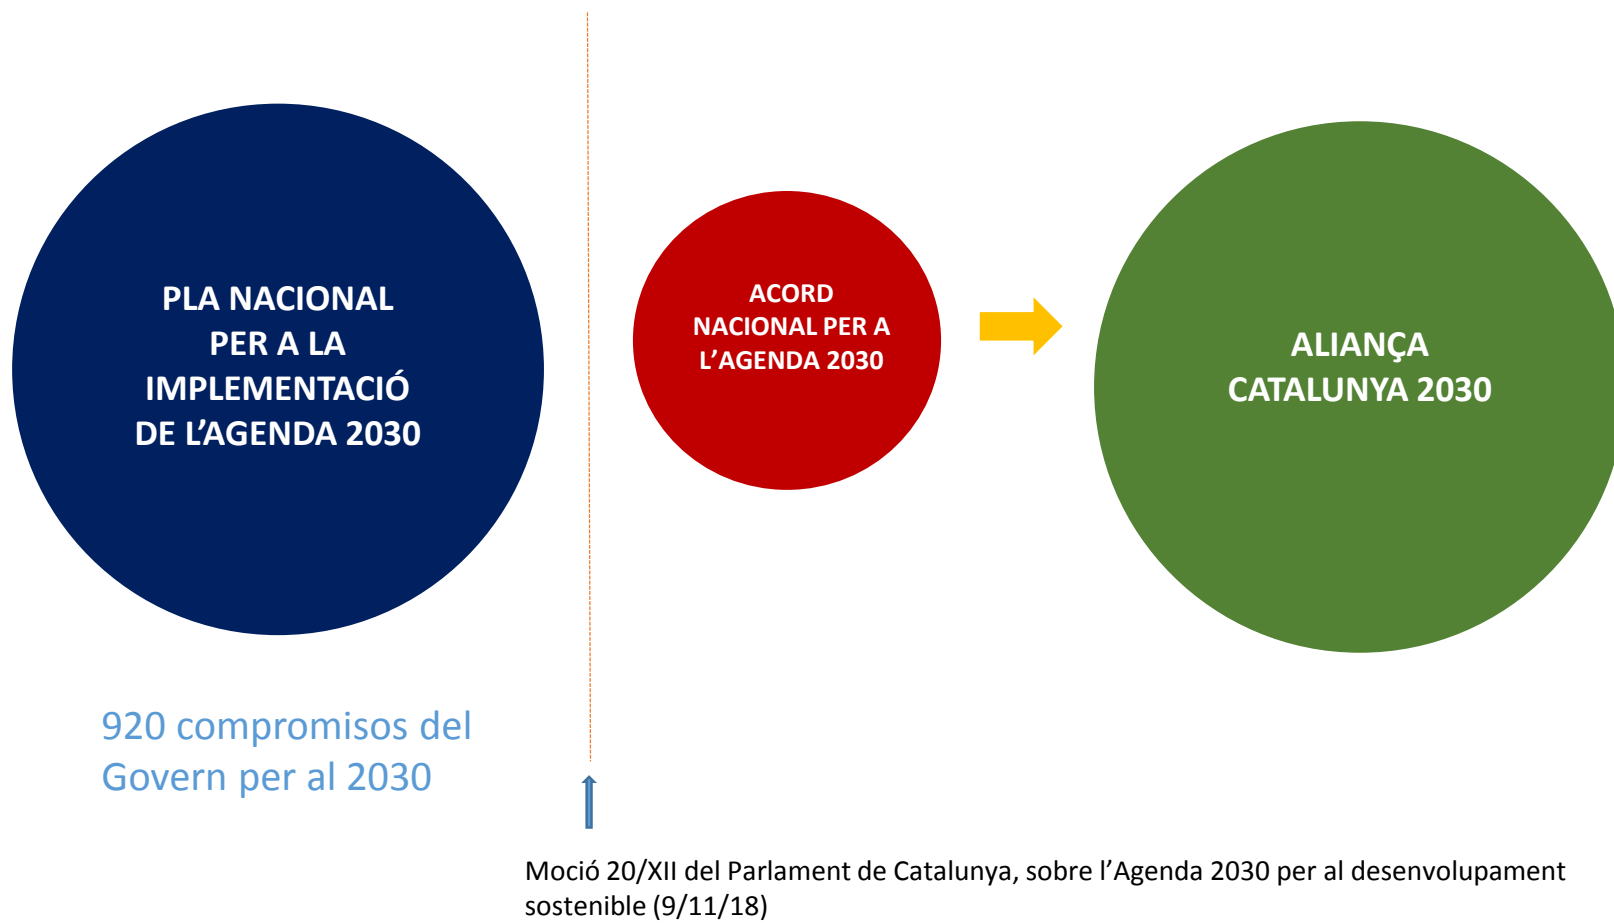 PLA NACIONAL
PER A LA
IMPLEMENTACIÓ
DE L’AGENDA 2030
920 compromisos del
Govern per al 2030
ACORD
NACIONAL PER A
L’AGENDA 2030
ALIANÇA
CATALUNYA 2030
Moció 20/XII del Parlament de Catalunya, sobre l’Agenda 2030 per al desenvolupament
sostenible (9/11/18)